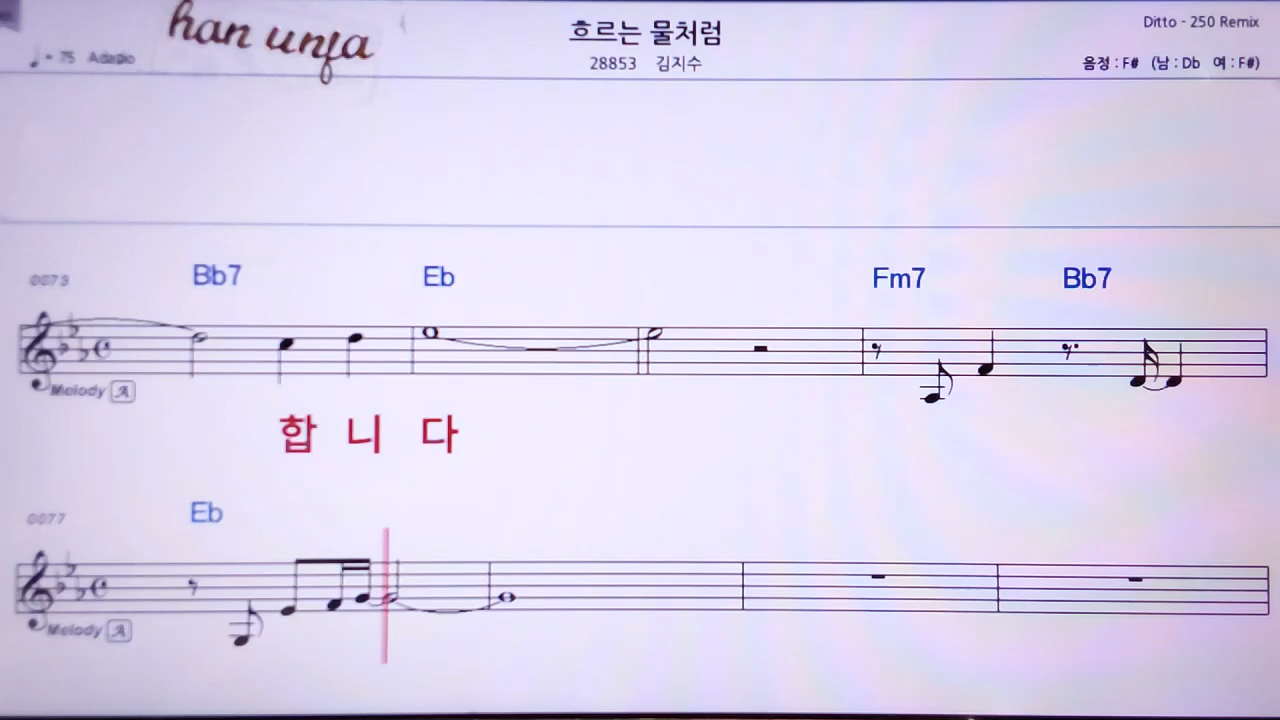 han unfa
♩= 75 Adagio
흐르는 물처럼
28853 김지수
Ditto - 250 Remix
음정 : F# (남 : Db 여 : F#)
0073
Bb7 Eb Fm7 Bb7
Melody A
합 니 다
0077
Eb
Melody A